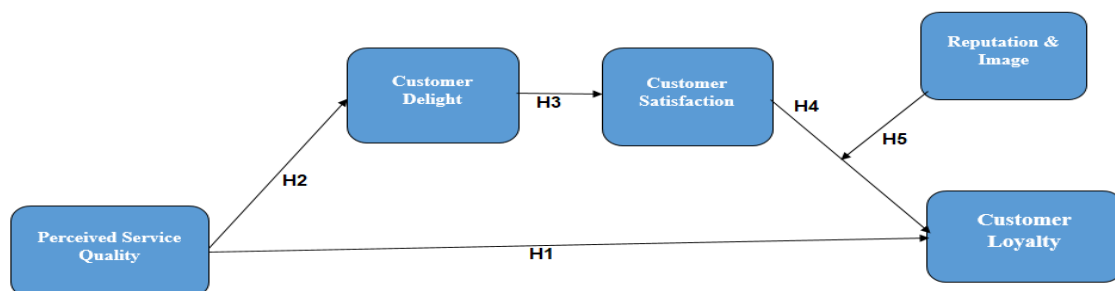 Reputation &
Image
Customer
Delight
Customer
Satisfaction
H3
H4
H5
H2
Perceived Service
Quality
Customer
Loyalty
H1